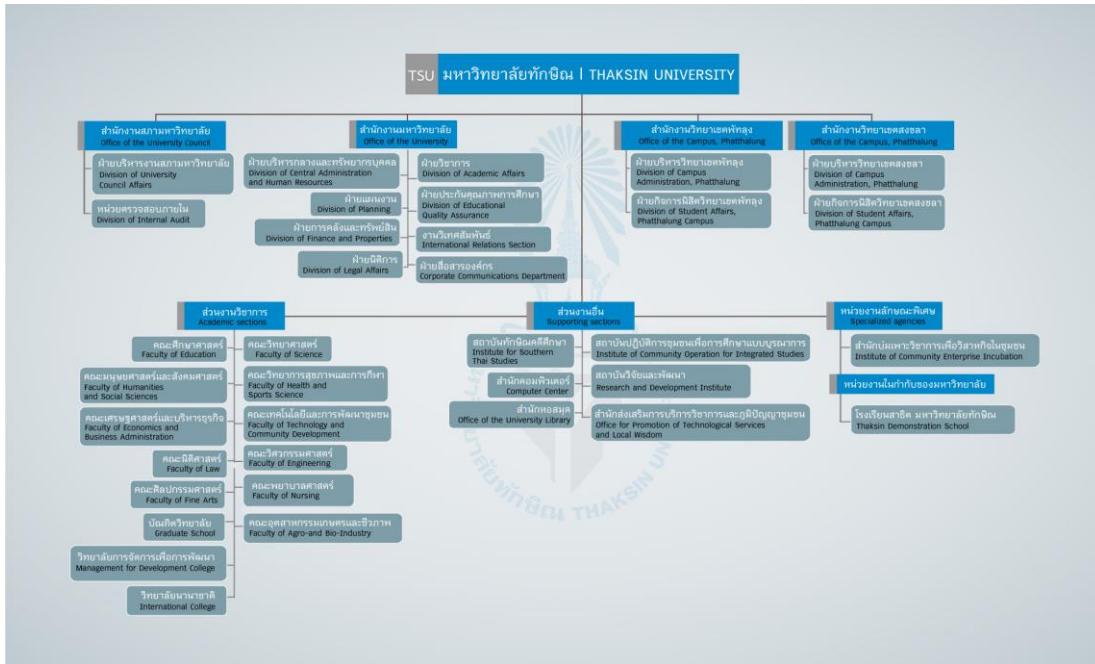 TSU มหาวิทยาลัยทักษิณ | THAKSIN UNIVERSITY
สำนักงานสภามหาวิทยาลัย
Office of the University Council
ฝ่ายบริหารงานสภามหาวิทยาลัย
Division of University
Council Affairs
หน่วยตรวจสอบภายใน
Division of Internal Audit
สำนักงานมหาวิทยาลัย
Office of the University
ฝ่ายบริหารกลางและทรัพยากรบุคคล
Division of Central Administration
and Human Resources
ฝ่ายแผนงาน
Division of Planning
ฝ่ายการคลังและทรัพย์สิน
Division of Finance and Properties
ฝ่ายนิติการ
Division of Legal Affairs
ฝ่ายวิชาการ
Division of Academic Affairs
ฝ่ายประกันคุณภาพการศึกษา
Division of Educational
Quality Assurance
งานวิเทศสัมพันธ์
International Relations Section
ฝ่ายสื่อสารองค์กร
Corporate Communications Department
สำนักงานวิทยาเขตพัทลุง
Office of the Campus, Phatthalung
ฝ่ายบริหารวิทยาเขตพัทลุง
Division of Campus
Administration, Phatthalung
ฝ่ายกิจการนิสิตวิทยาเขตพัทลุง
Division of Student Affairs,
Phatthalung Campus
สำนักงานวิทยาเขตสงขลา
Office of the Campus, Phatthalung
ฝ่ายบริหารวิทยาเขตสงขลา
Division of Campus
Administration, Phatthalung
ฝ่ายกิจการนิสิตวิทยาเขตสงขลา
Division of Student Affairs,
Phatthalung Campus
ส่วนงานวิชาการ
Academic sections
คณะศึกษาศาสตร์
Faculty of Education
คณะมนุษยศาสตร์และสังคมศาสตร์
Faculty of Humanities
and Social Sciences
คณะเศรษฐศาสตร์และบริหารธุรกิจ
Faculty of Economics and
Business Administration
คณะนิติศาสตร์
Faculty of Law
คณะศิลปกรรมศาสตร์
Faculty of Fine Arts
บัณฑิตวิทยาลัย
Graduate School
วิทยาลัยการจัดการเพื่อการพัฒนา
Management for Development College
วิทยาลัยนานาชาติ
International College
คณะวิทยาศาสตร์
Faculty of Science
คณะวิทยาการสุขภาพและการกีฬา
Faculty of Health and
Sports Science
คณะเทคโนโลยีและการพัฒนาชุมชน
Faculty of Technology and
Community Development
คณะวิศวกรรมศาสตร์
Faculty of Engineering
คณะพยาบาลศาสตร์
Faculty of Nursing
คณะอุตสาหกรรมเกษตรและชีวภาพ
Faculty of Agro-and Bio-Industry
ส่วนงานอื่น
Supporting sections
สถาบันทักษิณคดีศึกษา
Institute for Southern
Thai Studies
สำนักคอมพิวเตอร์
Computer Center
สำนักหอสมุด
Office of the University Library
สถาบันปฏิบัติการชุมชนเพื่อการศึกษาแบบบูรณาการ
Institute of Community Operation for Integrated Studies
สถาบันวิจัยและพัฒนา
Research and Development Institute
สำนักส่งเสริมการบริการวิชาการและภูมิปัญญาชุมชน
Office for Promotion of Technological Services
and Local Wisdom
หน่วยงานลักษณะพิเศษ
Specialized agencies
สำนักบ่มเพาะวิชาการเพื่อวิสาหกิจในชุมชน
Institute of Community Enterprise Incubation
หน่วยงานในกำกับของมหาวิทยาลัย
โรงเรียนสาธิต มหาวิทยาลัยทักษิณ
Thaksin Demonstration School